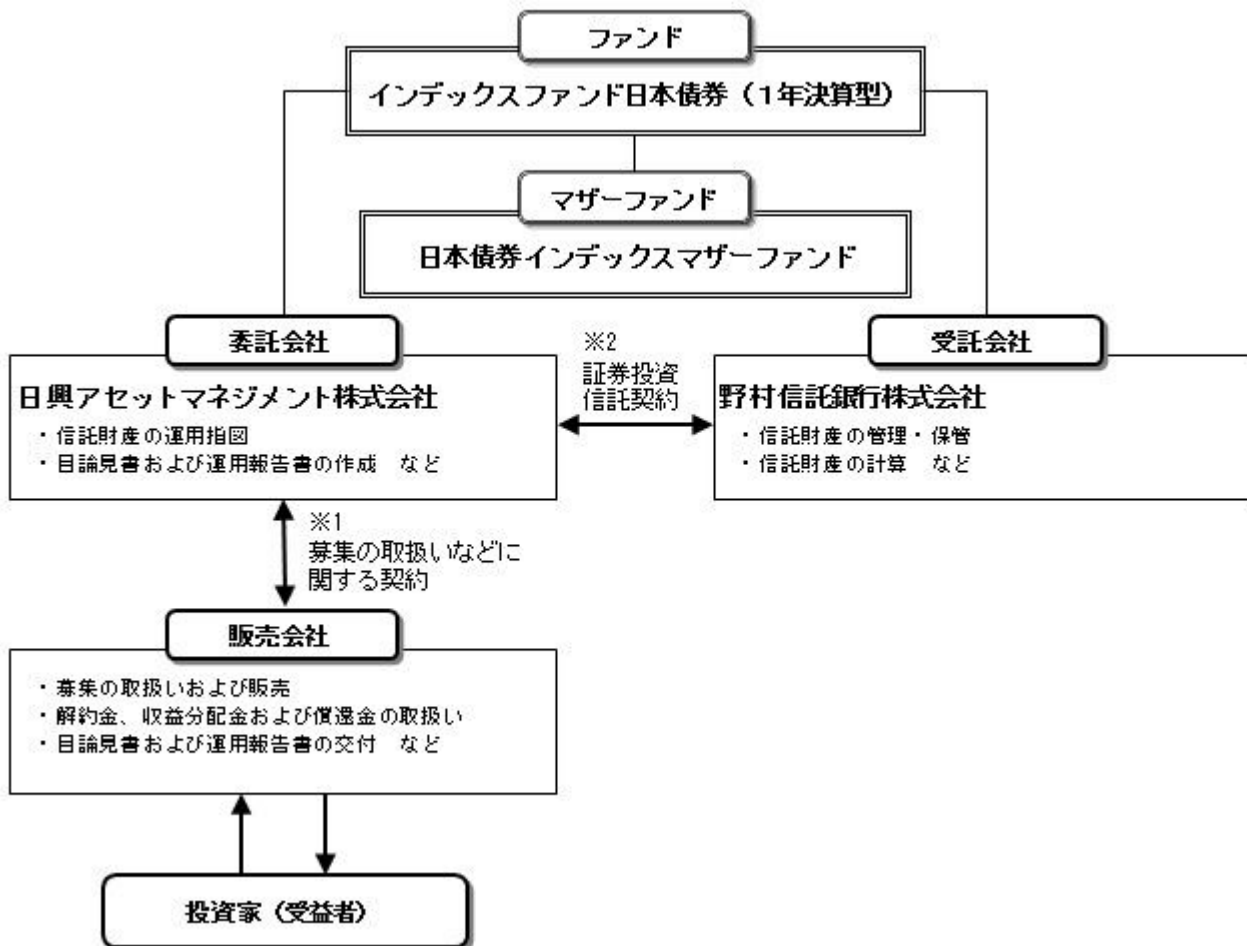 ファンド
インデックスファンド日本債券（１年決算型）
マザーファンド
日本債券インデックスマザーファンド
委託会社
日興アセットマネジメント株式会社
・信託財産の運用指図
・目論見書および運用報告書の作成　など
※2
証券投資
信託契約
受託会社
野村信託銀行株式会社
・信託財産の管理・保管
・信託財産の計算　など
※1
募集の取扱いなどに
関する契約
販売会社
・募集の取扱いおよび販売
・解約金、収益分配金および償還金の取扱い
・目論見書および運用報告書の交付　など
投資家（受益者）